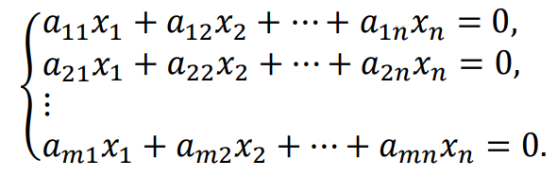 a₁₁x₁ + a₁₂x₂ + ⋯ + a₁ₙxₙ = 0,
a₂₁x₁ + a₂₂x₂ + ⋯ + a₂ₙxₙ = 0,
⋮
aₘ₁x₁ + aₘ₂x₂ + ⋯ + aₘₙxₙ = 0.